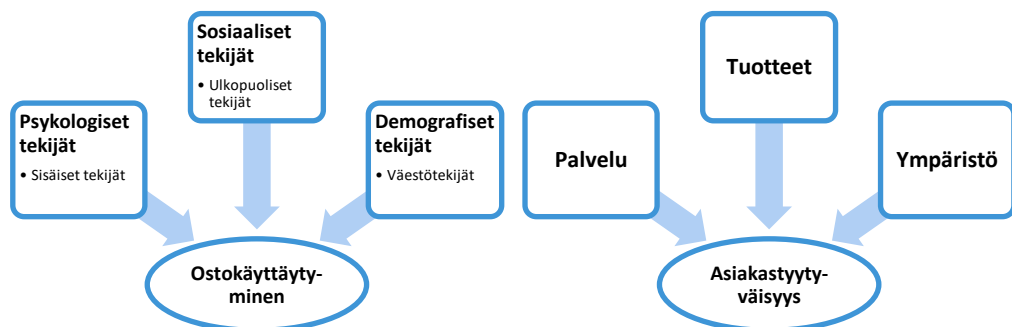 Sosiaaliset
tekijät
• Ulkopuoliset
tekijät
Psykologiset
tekijät
• Sisäiset tekijät
Demografiset
tekijät
• Väestötekijät
Ostokäyttäyty-
minen
Tuotteet
Palvelu
Ympäristö
Asiakastyyty-
väisyys